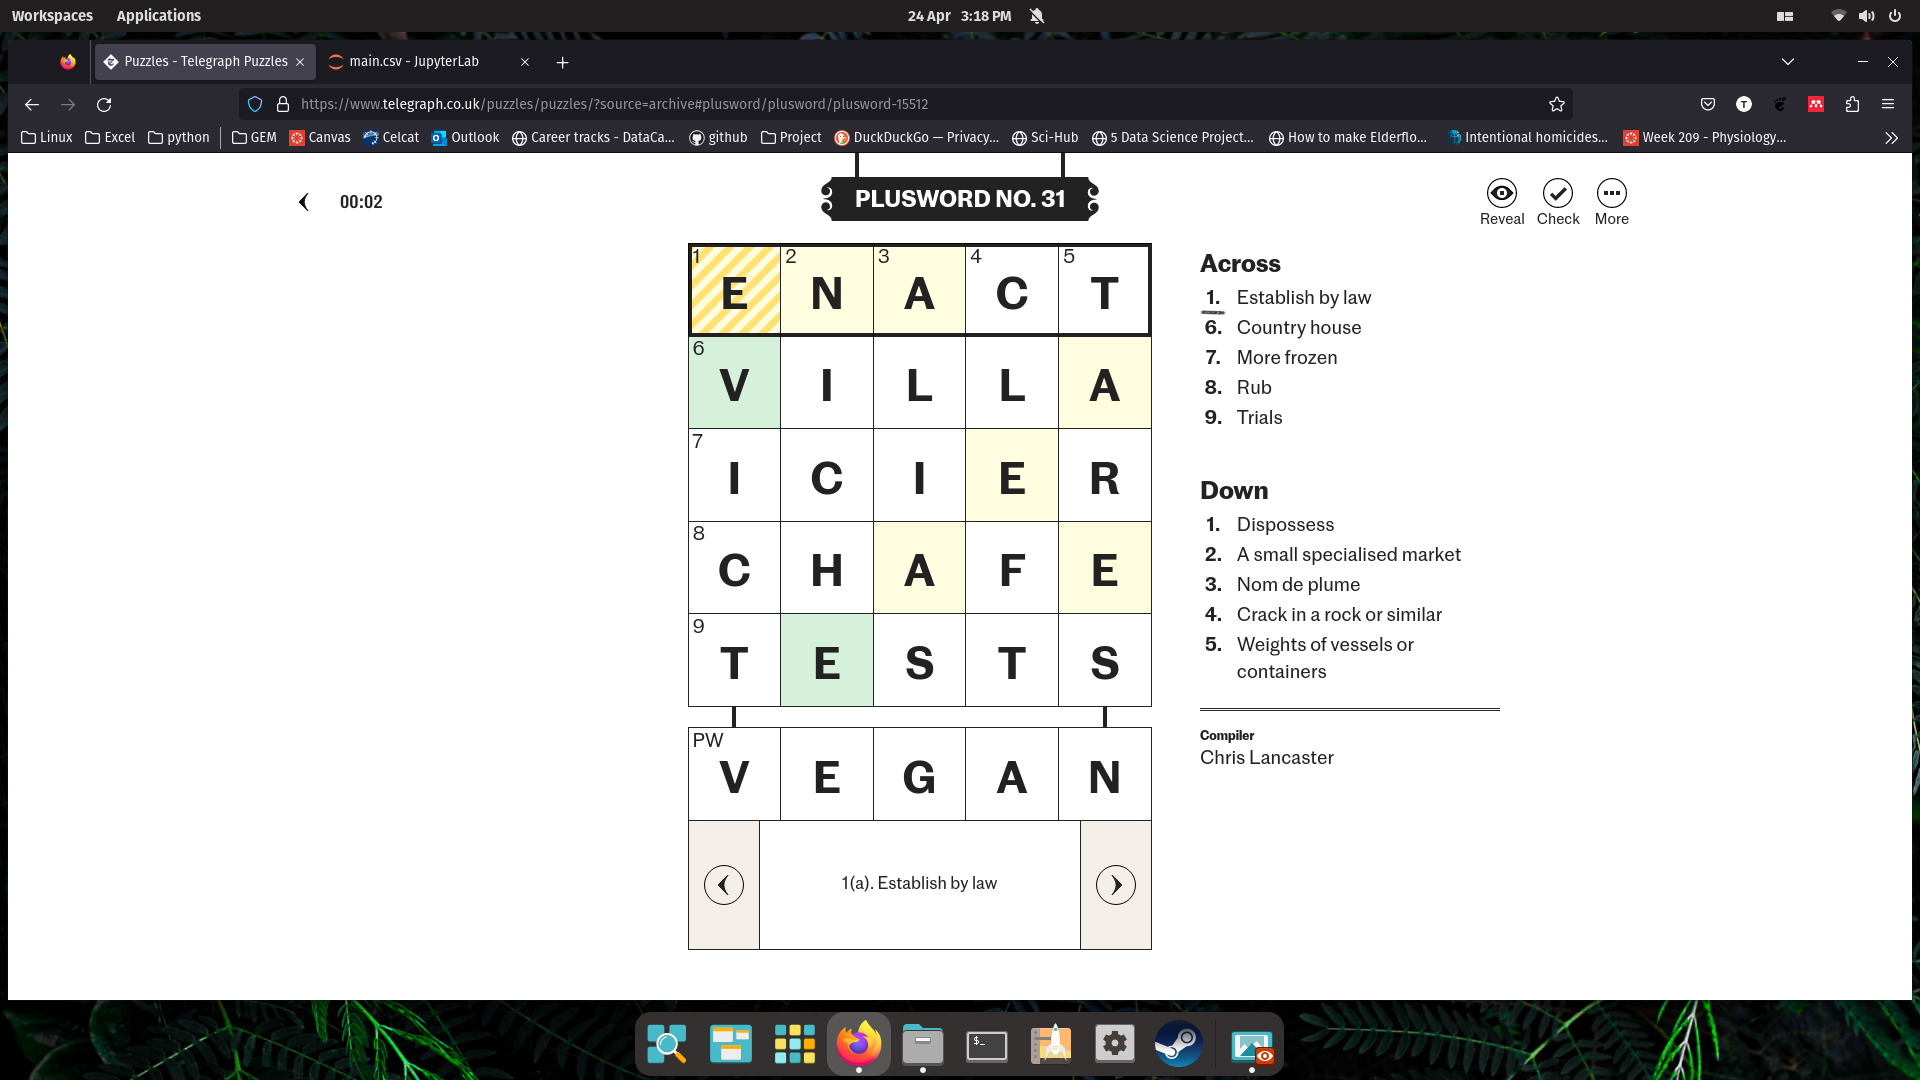 Workspaces Applications 24 Apr 3:18 PM
Puzzles - Telegraph Puzzles main.csv - JupyterLab
https://www.telegraph.co.uk/puzzles/puzzles/?source=archive#plusword/plusword/plusword-15512
Linux Excel python GEM Canvas Celcat Outlook Career tracks - DataCa... github Project DuckDuckGo — Privacy,... Sci-Hub 5 Data Science Project... How to make Elderflo... Intentional homicides... Week 209 - Physiology...
00:02
PLUSWORD NO. 31
Reveal Check More
1 E 2 N 3 A 4 C 5 T
6 V I L L A
7 I C I E R
8 C H A F E
9 T E S T S
PW V E G A N
1(a). Establish by law
Across
1. Establish by law
6. Country house
7. More frozen
8. Rub
9. Trials
Down
1. Dispossess
2. A small specialised market
3. Nom de plume
4. Crack in a rock or similar
5. Weights of vessels or
containers
Compiler
Chris Lancaster